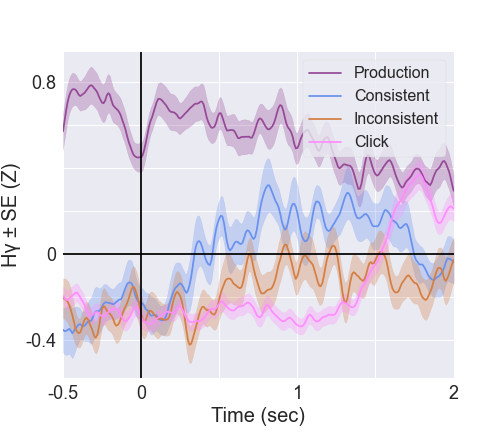 Production
Consistent
Inconsistent
Click
0.8
0
-0.4
Hγ ± SE (Z)
-0.5
0
1
2
Time (sec)